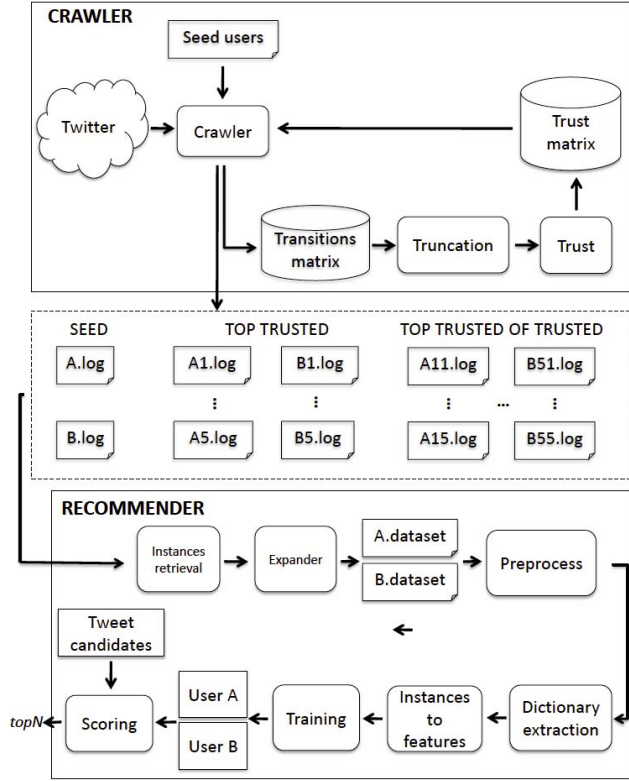 CRAWLER
Seed users
Twitter
Crawler
Trust
matrix
Transitions
matrix
Truncation
Trust
SEED
TOP TRUSTED
TOP TRUSTED OF TRUSTED
A.log
A1.log
B1.log
A11.log
B51.log
...
B.log
A5.log
B5.log
A15.log
B55.log
RECOMMENDER
Instances
retrieval
Expander
A.dataset
B.dataset
Preprocess
Tweet
candidates
topN
Scoring
User A
User B
Training
Instances
to
features
Dictionary
extraction